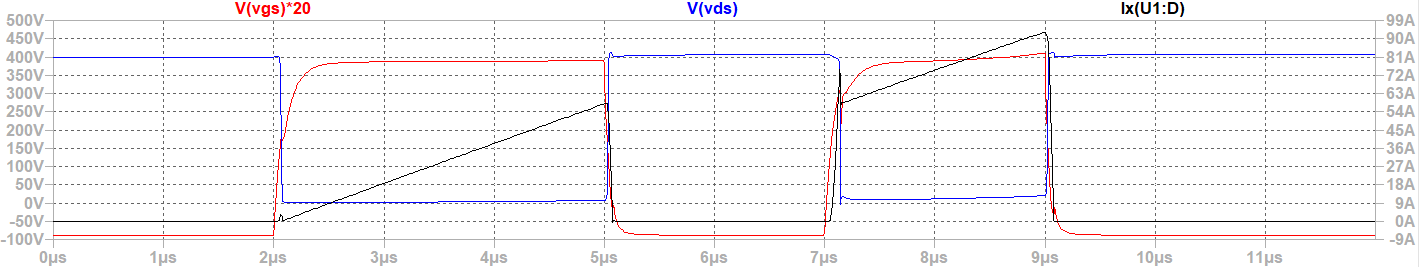 V(vgs)*20 V(vds) Ix(U1:D)
500V 99A
450V 90A
400V 81A
350V 72A
300V 63A
250V 54A
200V 45A
150V 36A
100V 27A
50V 18A
0V 9A
-50V 0A
-100V -9A
0µs 1µs 2µs 3µs 4µs 5µs 6µs 7µs 8µs 9µs 10µs 11µs